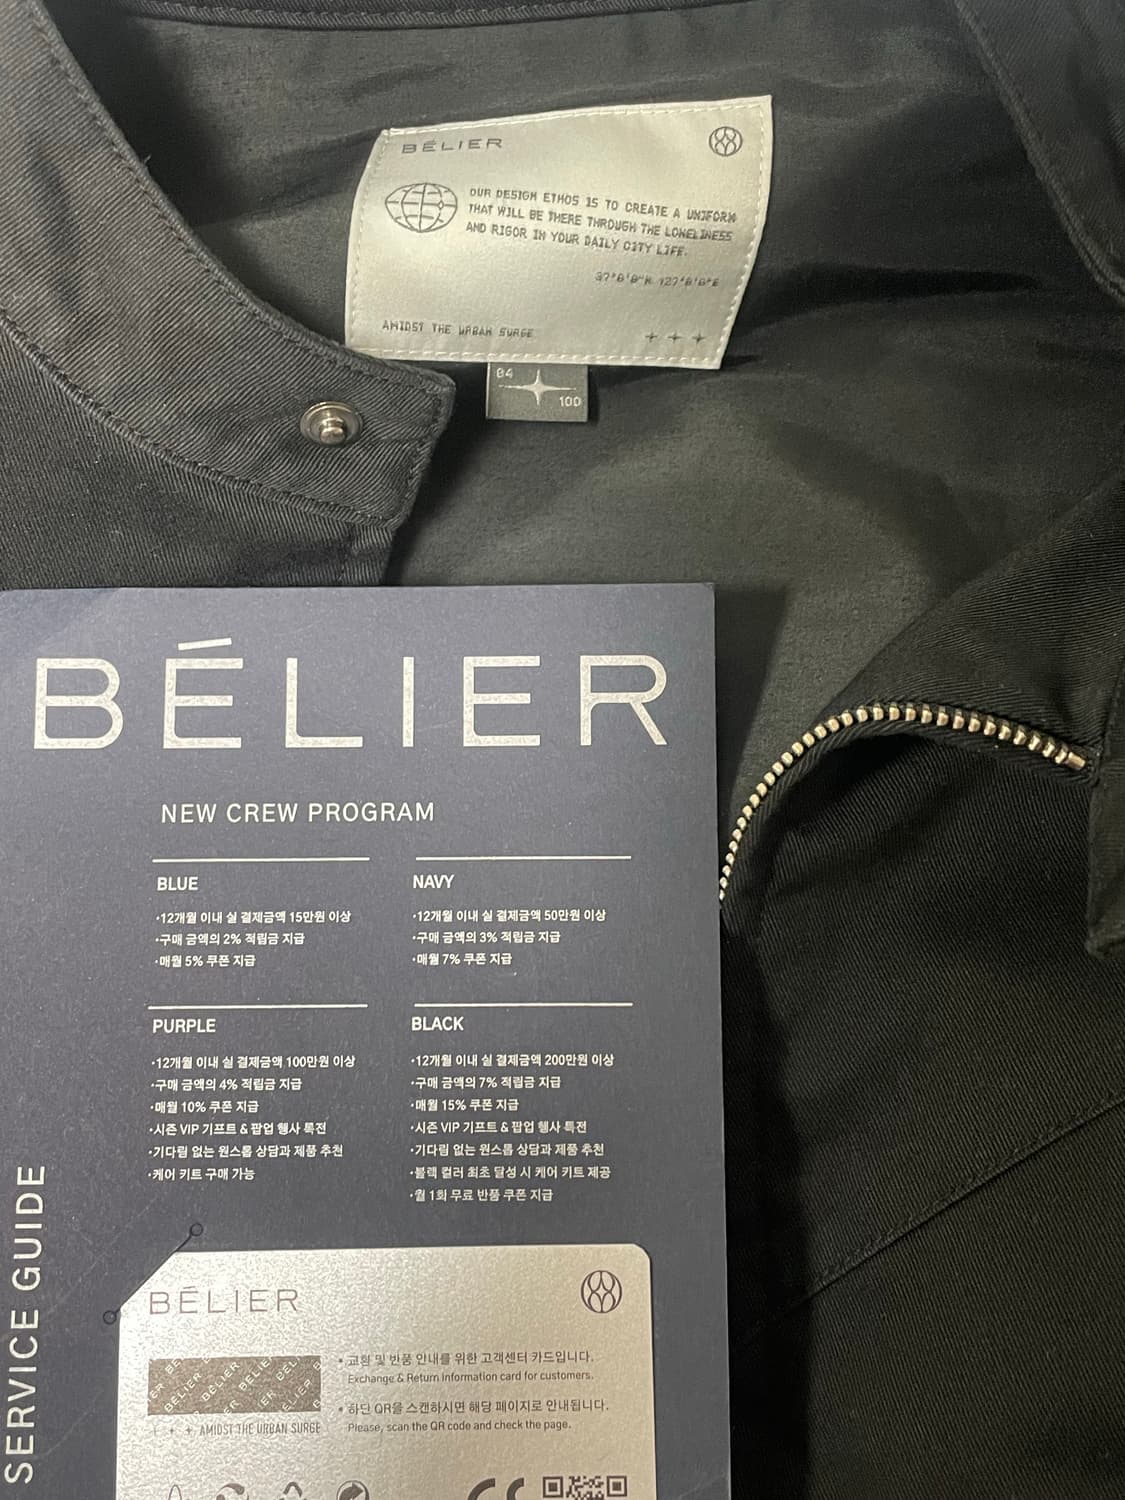 BÉLIER
OUR DESIGN ETHOS IS TO CREATE A UNIFORM
THAT WILL BE THERE THROUGH THE LONELINESS
AND RIGOR IN YOUR DAILY CITY LIFE.
AMIDST THE URBAN SURGE
04
100
BÉLIER
NEW CREW PROGRAM
BLUE
·12개월 이내 실 결제금액 15만원 이상
·구매 금액의 2% 적립금 지급
·매월 5% 쿠폰 지급
NAVY
·12개월 이내 실 결제금액 50만원 이상
·구매 금액의 3% 적립금 지급
·매월 7% 쿠폰 지급
PURPLE
·12개월 이내 실 결제금액 100만원 이상
·구매 금액의 4% 적립금 지급
·매월 10% 쿠폰 지급
·시즌 VIP 기프트 & 팝업 행사 특전
·기다림 없는 원스톱 상담과 제품 추천
·케어 키트 구매 가능
BLACK
·12개월 이내 실 결제금액 200만원 이상
·구매 금액의 7% 적립금 지급
·매월 15% 쿠폰 지급
·시즌 VIP 기프트 & 팝업 행사 특전
·기다림 없는 원스톱 상담과 제품 추천
·블랙 컬러 최초 달성 시 케어 키트 제공
·월 1회 무료 반품 쿠폰 지급
SERVICE GUIDE
BÉLIER
BÉLIER BÉLIER BÉLIER
AMIDST THE URBAN SURGE
• 교환 및 반품 안내를 위한 고객센터 카드입니다.
Exchange & Return information card for customers.
• 하단 QR을 스캔하시면 해당 페이지로 안내됩니다.
Please, scan the QR code and check the page.
CE